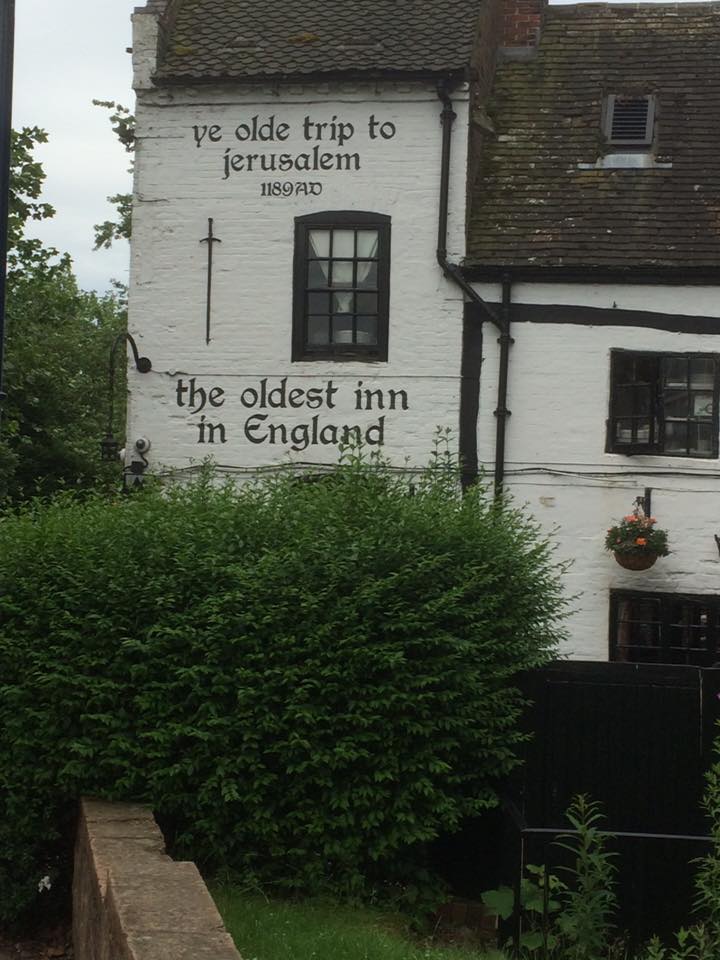 ye olde trip to
jerusalem
1189AD
the oldest inn
in England